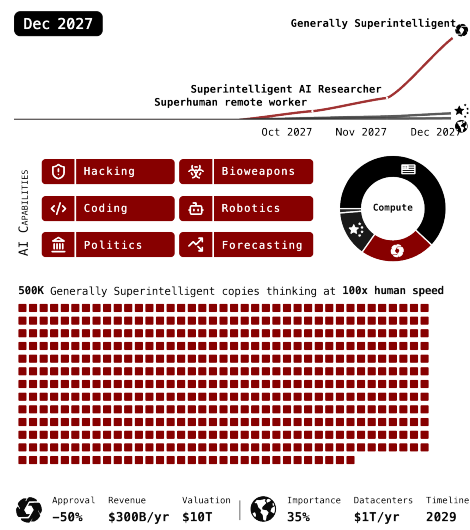 Dec 2027
Generally Superintelligent
Superintelligent AI Researcher
Superhuman remote worker
Oct 2027 Nov 2027 Dec 2027
AI Capabilities
Hacking Bioweapons
Coding Robotics
Politics Forecasting
Compute
500K Generally Superintelligent copies thinking at 100x human speed
Approval Revenue Valuation Importance Datacenters Timeline
−50% $300B/yr $10T 35% $1T/yr 2029